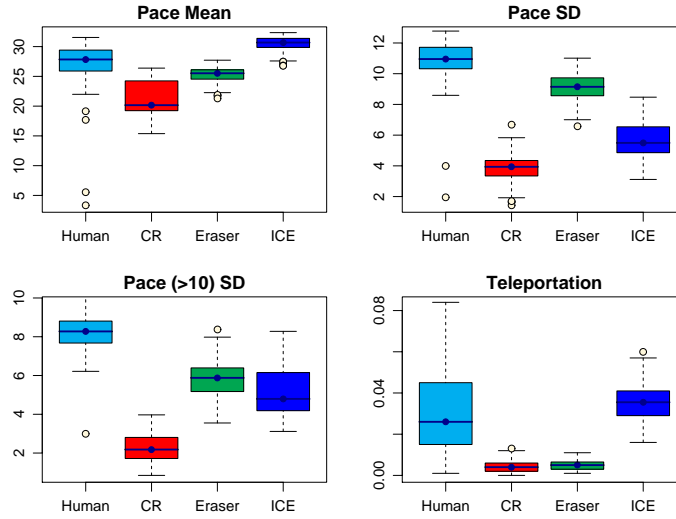 Pace Mean
30
25
20
15
10
5
Human CR Eraser ICE
Pace SD
12
10
8
6
4
2
Human CR Eraser ICE
Pace (>10) SD
10
8
6
4
2
Human CR Eraser ICE
Teleportation
0.08
0.04
0.00
Human CR Eraser ICE